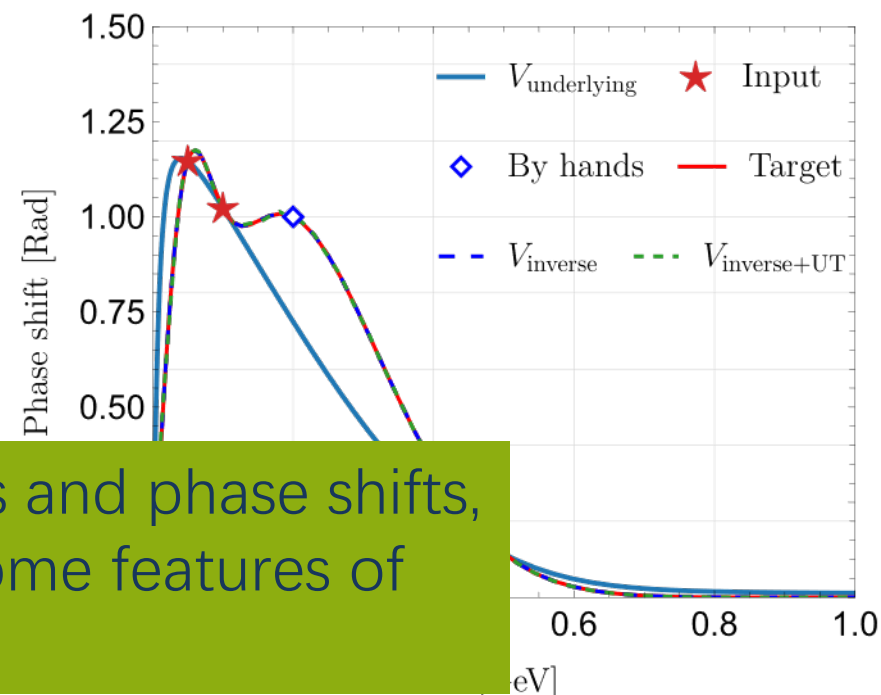 1.50
1.25
1.00
0.75
0.50
Phase shift [Rad]
V_underlying
Input
By hands
Target
V_inverse
V_inverse+UT
and phase shifts,
features of
0.6
0.8
1.0
eV]